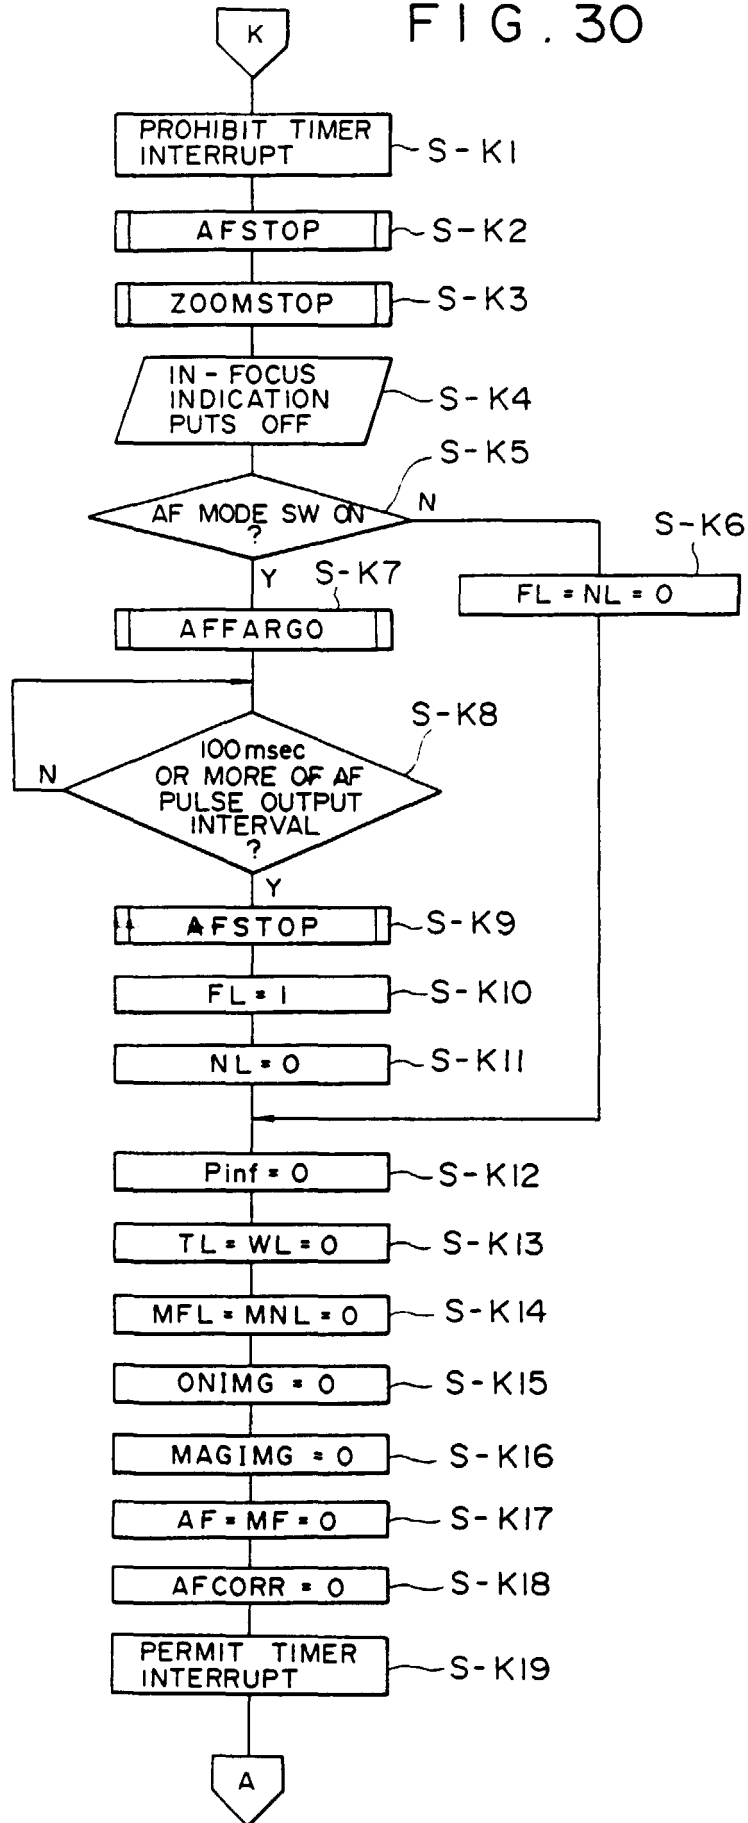 FIG. 30
K
PROHIBIT TIMER
INTERRUPT
S-K1
AFSTOP
S-K2
ZOOMSTOP
S-K3
IN-FOCUS
INDICATION
PUTS OFF
S-K4
S-K5
AF MODE SW ON
?
N
Y
S-K6
FL = NL = 0
S-K7
AFFARGO
S-K8
100msec
OR MORE OF AF
PULSE OUTPUT
INTERVAL
?
N
Y
AFSTOP
S-K9
FL = 1
S-K10
NL = 0
S-K11
Pinf = 0
S-K12
TL = WL = 0
S-K13
MFL = MNL = 0
S-K14
ONIMG = 0
S-K15
MAGIMG = 0
S-K16
AF = MF = 0
S-K17
AFCORR = 0
S-K18
PERMIT TIMER
INTERRUPT
S-K19
A